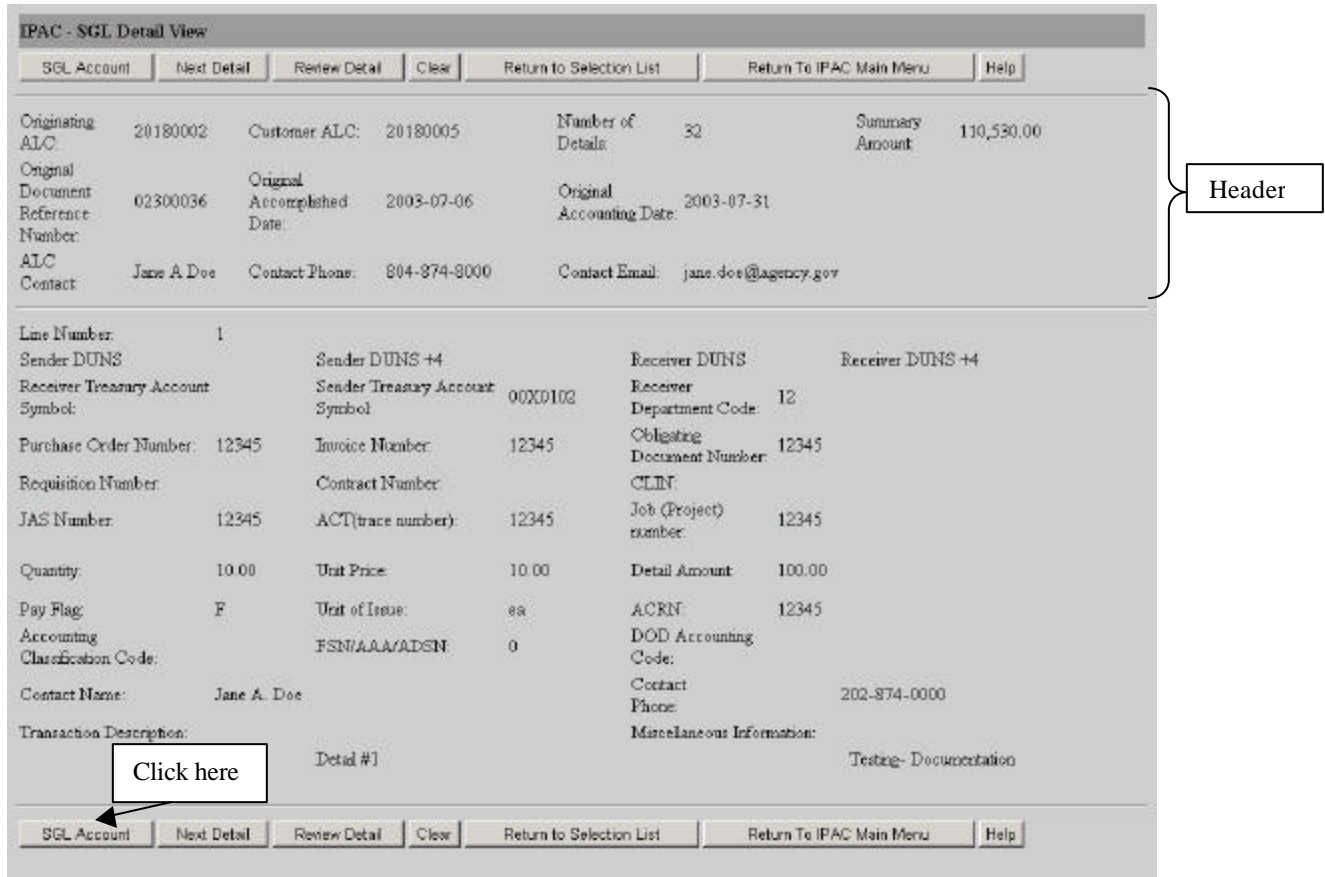 IPAC - SGL Detail View
SGL Account Next Detail Review Detail Clear Return to Selection List Return To IPAC Main Menu Help
Originating ALC: 20180002 Customer ALC: 20180005 Number of Details: 32 Summary Amount: 110,530.00
Original Document Reference Number: 02300036 Original Accomplished Date: 2003-07-06 Original Accounting Date: 2003-07-31
Header
ALC Contact: Jane A Doe Contact Phone: 804-874-8000 Contact Email: jane.doe@agency.gov
Line Number: 1
Sender DUNS Sender DUNS +4 Receiver DUNS Receiver DUNS +4
Receiver Treasury Account Symbol: Sender Treasury Account Symbol 00X0102 Receiver Department Code: 12
Purchase Order Number: 12345 Invoice Number: 12345 Obligating Document Number: 12345
Requisition Number: Contract Number: CLIN:
JAS Number: 12345 ACT(trace number): 12345 Job (Project) number: 12345
Quantity: 10.00 Unit Price: 10.00 Detail Amount: 100.00
Pay Flag: F Unit of Issue: ea ACRN: 12345
Accounting Classification Code: FSN/AAA/ADSN: 0 DOD Accounting Code:
Contact Name: Jane A. Doe Contact Phone: 202-874-0000
Transaction Description: Miscellaneous Information:
Detail #1 Testing- Documentation
Click here
SGL Account Next Detail Review Detail Clear Return to Selection List Return To IPAC Main Menu Help